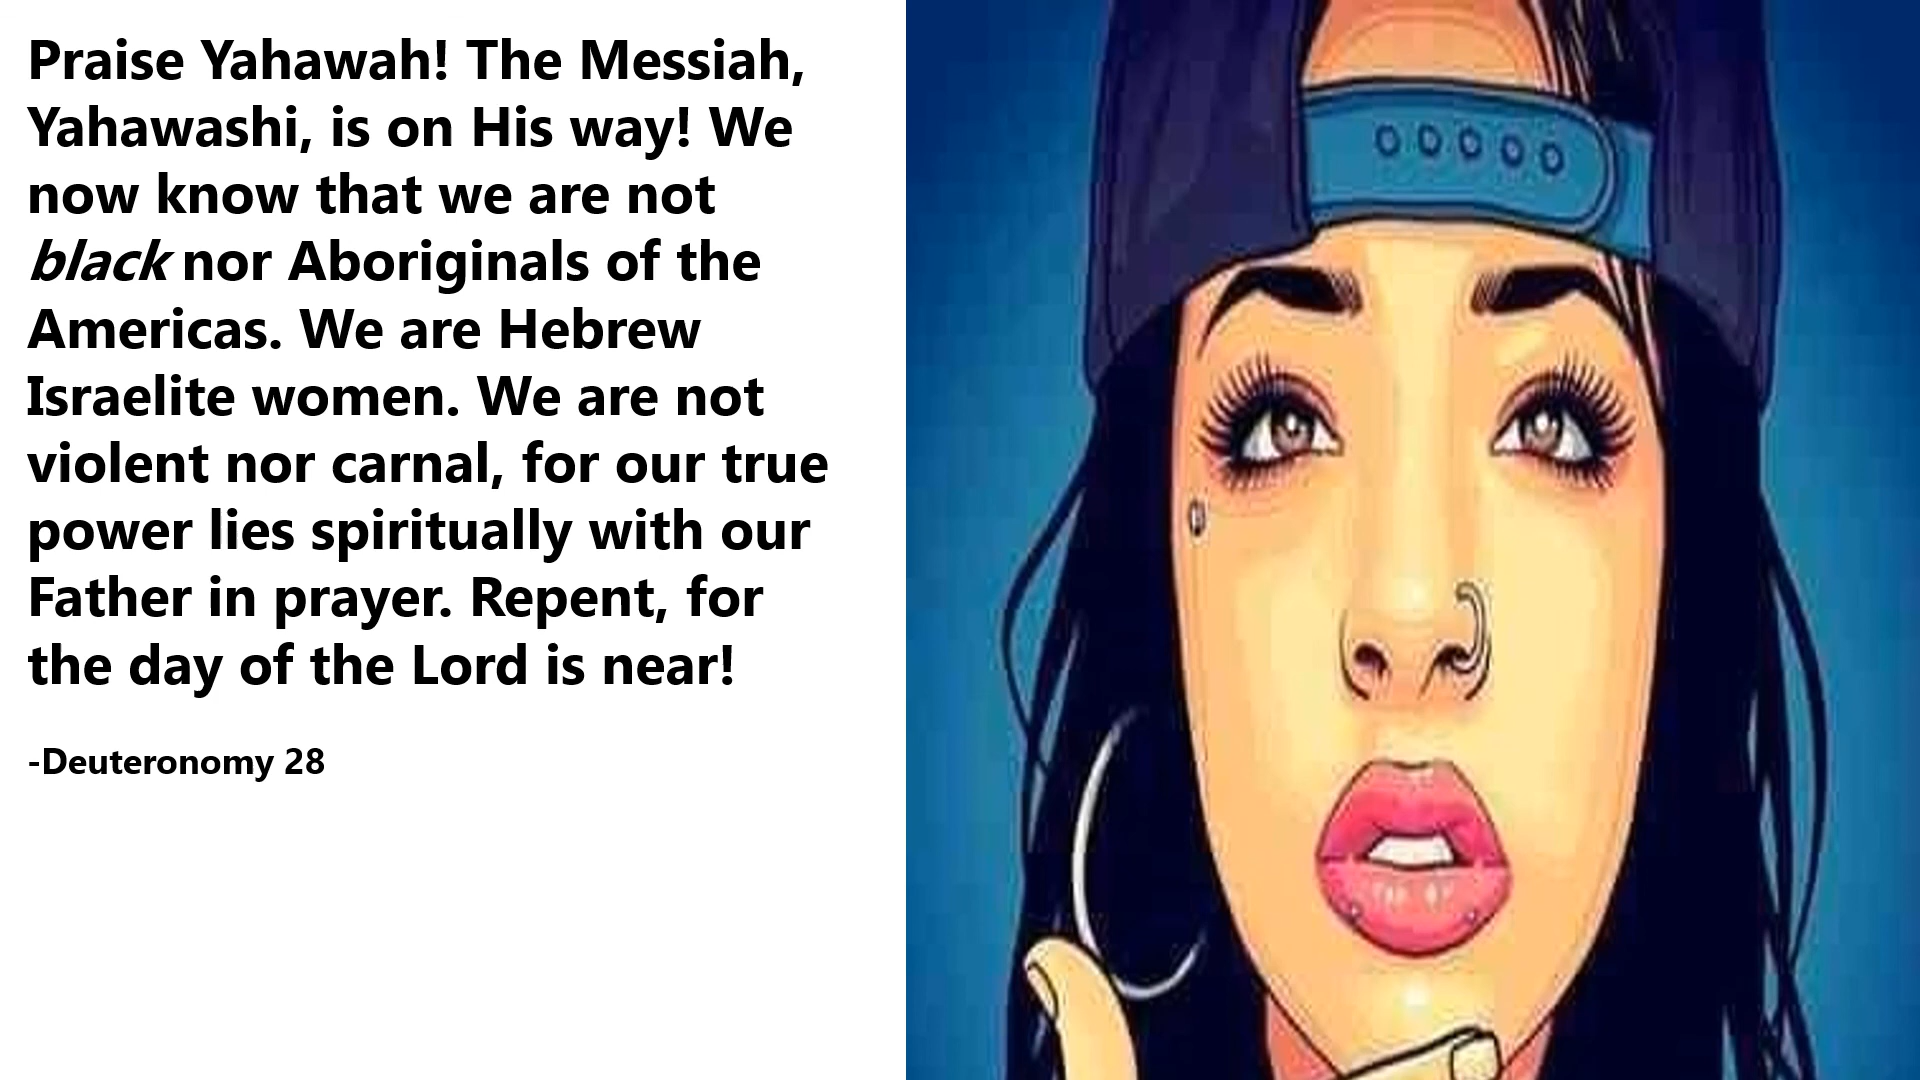 Praise Yahawah! The Messiah,
Yahawashi, is on His way! We
now know that we are not
black nor Aboriginals of the
Americas. We are Hebrew
Israelite women. We are not
violent nor carnal, for our true
power lies spiritually with our
Father in prayer. Repent, for
the day of the Lord is near!
-Deuteronomy 28